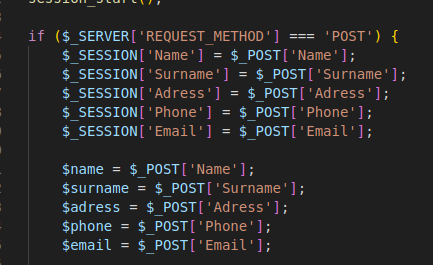 session_start();
if ($_SERVER['REQUEST_METHOD'] === 'POST') {
$_SESSION['Name'] = $_POST['Name'];
$_SESSION['Surname'] = $_POST['Surname'];
$_SESSION['Adress'] = $_POST['Adress'];
$_SESSION['Phone'] = $_POST['Phone'];
$_SESSION['Email'] = $_POST['Email'];
$name = $_POST['Name'];
$surname = $_POST['Surname'];
$adress = $_POST['Adress'];
$phone = $_POST['Phone'];
$email = $_POST['Email'];